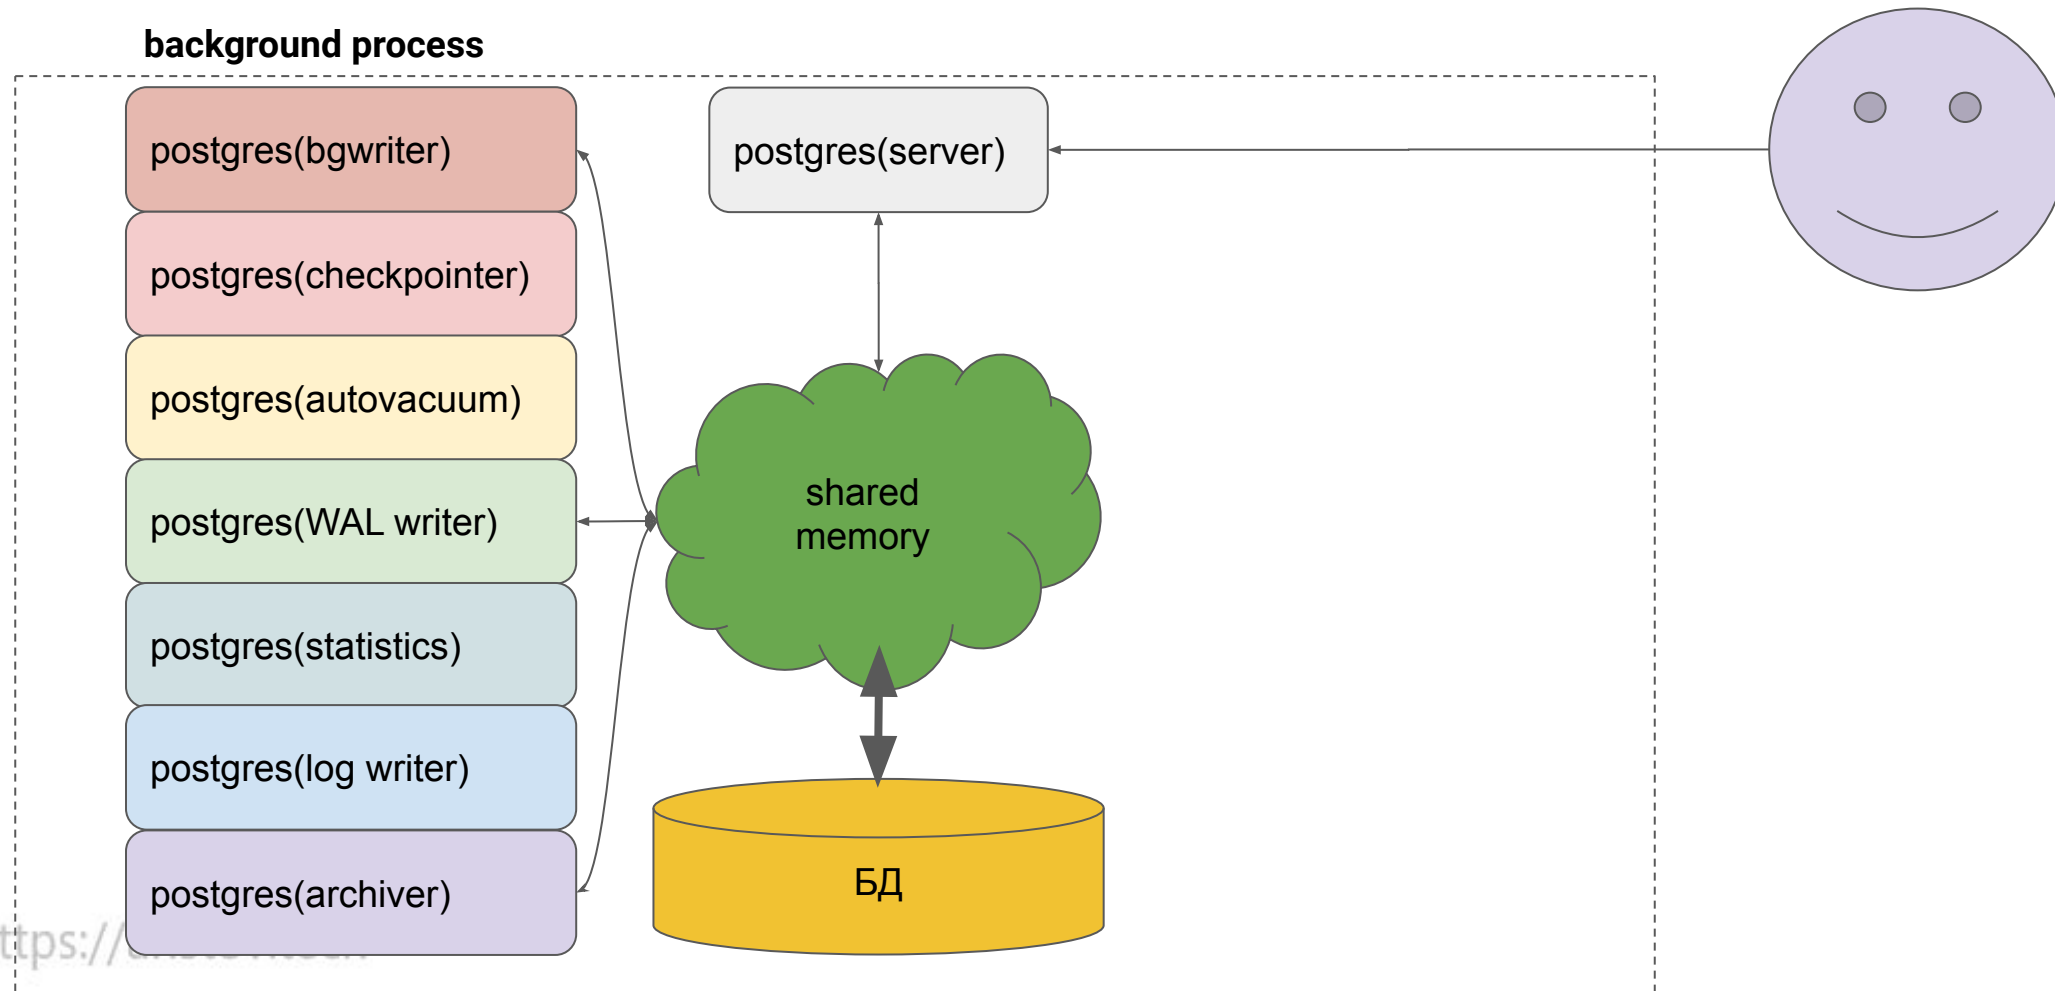 background process
postgres(bgwriter)
postgres(server)
postgres(checkpointer)
postgres(autovacuum)
shared
memory
postgres(WAL writer)
postgres(statistics)
postgres(log writer)
БД
postgres(archiver)
ttps://